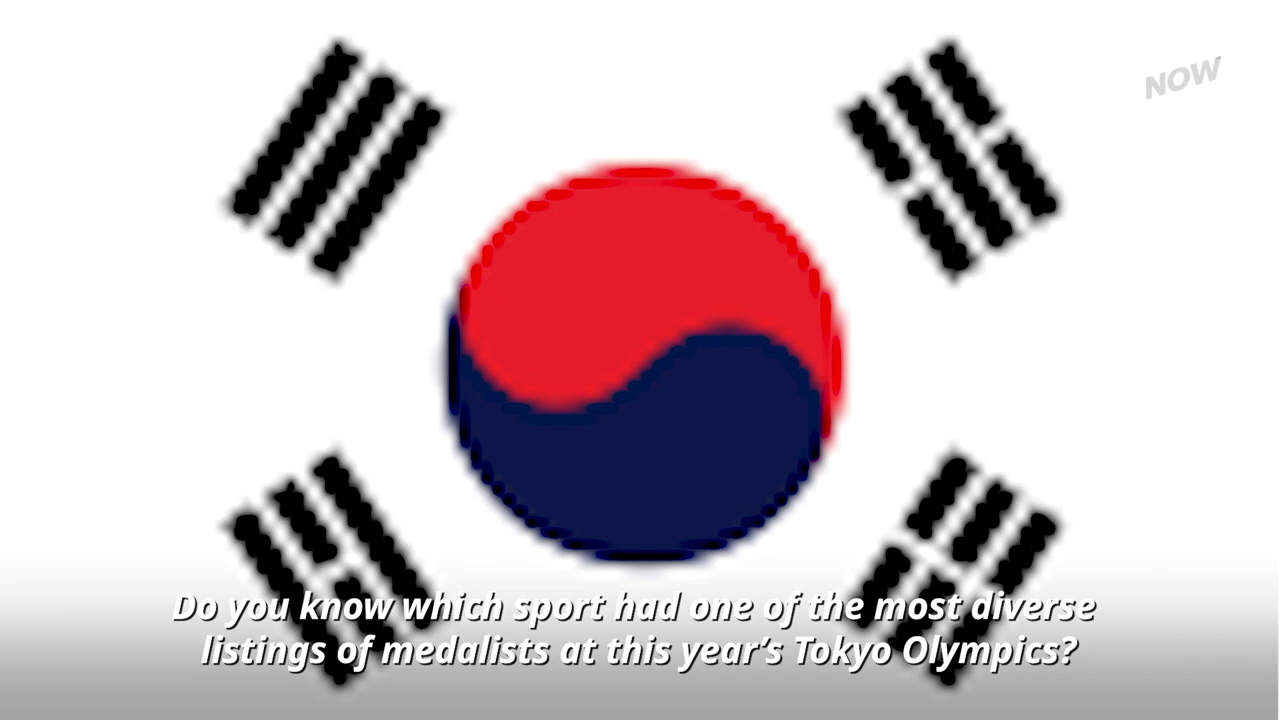 NOW
Do you know which sport had one of the most diverse
listings of medalists at this year’s Tokyo Olympics?